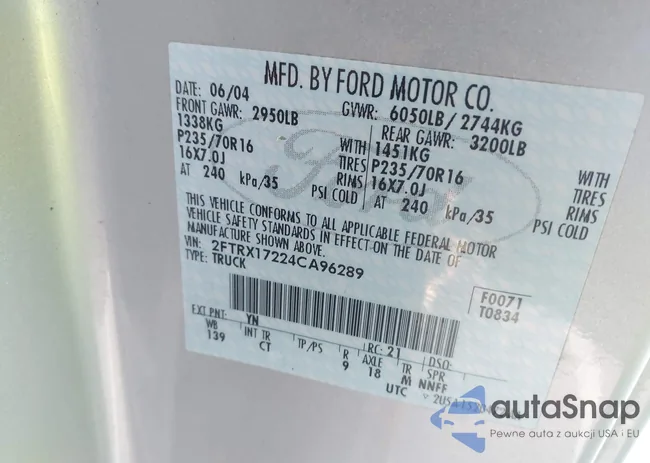 MFD. BY FORD MOTOR CO.
DATE: 06/04 GVWR: 6050LB/ 2744KG
FRONT GAWR: 2950LB REAR GAWR: 3200LB
1338KG WITH 1451KG WITH
P235/70R16 TIRES P235/70R16 TIRES
16X7.0J RIMS 16X7.0J RIMS
AT 240 kPa/35 PSI COLD AT 240 kPa/35 PSI COLD
THIS VEHICLE CONFORMS TO ALL APPLICABLE FEDERAL MOTOR
VEHICLE SAFETY STANDARDS IN EFFECT ON THE DATE OF
MANUFACTURE SHOWN ABOVE.
VIN: 2FTRX17224CA96289
TYPE: TRUCK
F0071
T0834
EXT PNT: YN RC: 21 DSO:
WB INT TR TP/PS R AXLE TR SPR
139 CT 9 18 M NNFF
UTC
Ford
autaSnap
Pewne auta z aukcji USA i EU